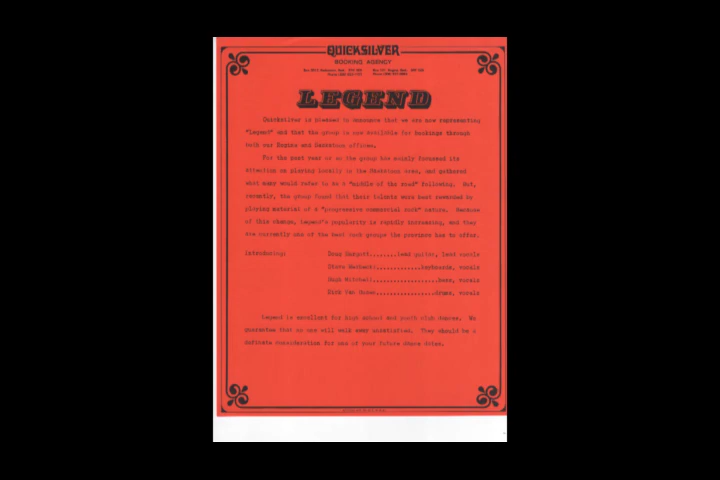 QUICKSILVER
BOOKING AGENCY
LEGEND
Quicksilver is pleased to announce that we are now representing
"Legend" and that the group is now available for bookings through
both our Regina and Saskatoon offices.
For the past year or so the group has mainly focussed its
attention on playing locally in the Saskatoon area, and gathered
what many would refer to as a "middle of the road" following. But,
recently, the group found that their talents were best rewarded by
playing material of a "progressive commercial rock" nature. Because
of this change, Legend's popularity is rapidly increasing, and they
are currently one of the best rock groups the province has to offer.
Introducing: Doug ........lead guitar, lead vocals
Steve ............keyboards, vocals
Hugh ..................bass, vocals
Dirk Van ................drums, vocals
Legend is excellent for high school and youth club dances. We
guarantee that no one will walk away unsatisfied. They should be a
definite consideration for one of your future dance dates.